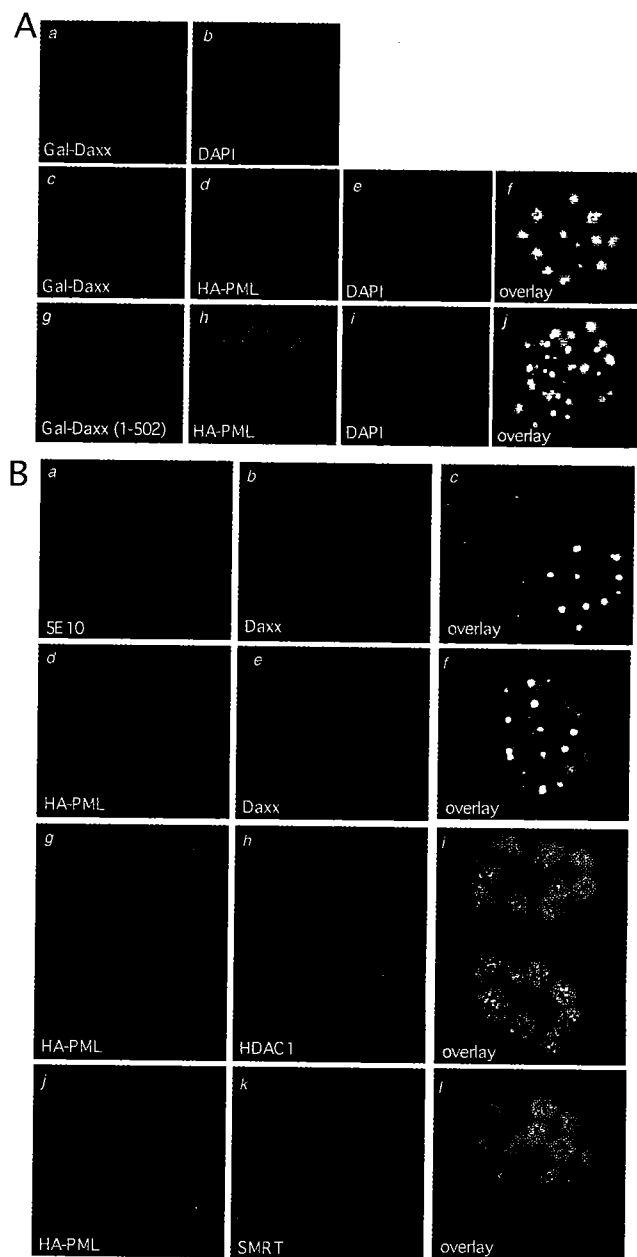 A
a b
Gal-Daxx DAPI
c d e f
Gal-Daxx HA-PML DAPI overlay
g h i j
Gal-Daxx (1-502) HA-PML DAPI overlay
B
a b c
5E10 Daxx overlay
d e f
HA-PML Daxx overlay
g h i
HA-PML HDAC1 overlay
j k l
HA-PML SMRT overlay